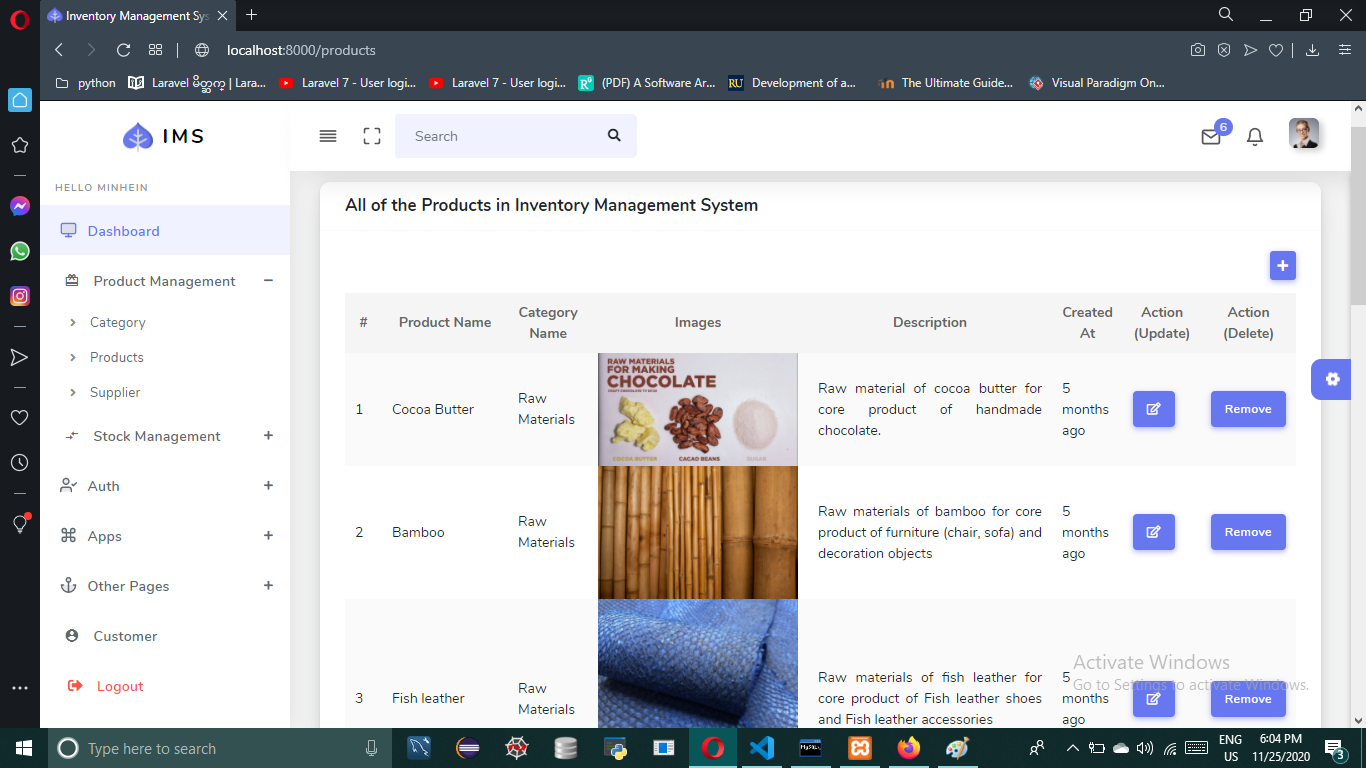 Inventory Management Sys
localhost:8000/products
python
Laravel 7 - User logi...
Laravel 7 - User logi...
(PDF) A Software Ar...
RU
Development of a...
The Ultimate Guide...
Visual Paradigm On...
IMS
Search
6
HELLO MINHEIN
Dashboard
Product Management
Category
Products
Supplier
Stock Management
Auth
Apps
Other Pages
Customer
Logout
All of the Products in Inventory Management System
+
# Product Name Category Name Images Description Created At Action (Update) Action (Delete)
RAW MATERIALS
FOR MAKING
CHOCOLATE
COCOA BUTTER CACAO BEANS SUGAR
1 Cocoa Butter Raw Materials
Raw material of cocoa butter for
core product of handmade
chocolate.
5 months ago
Remove
2 Bamboo Raw Materials
Raw materials of bamboo for core
product of furniture (chair, sofa) and
decoration objects
5 months ago
Remove
3 Fish leather Raw Materials
Raw materials of fish leather for
core product of Fish leather shoes
and Fish leather accessories
5 months ago
Remove
Activate Windows
Go to Settings to activate Windows.
Type here to search
MySQL
ENG
US
6:04 PM
11/25/2020
3